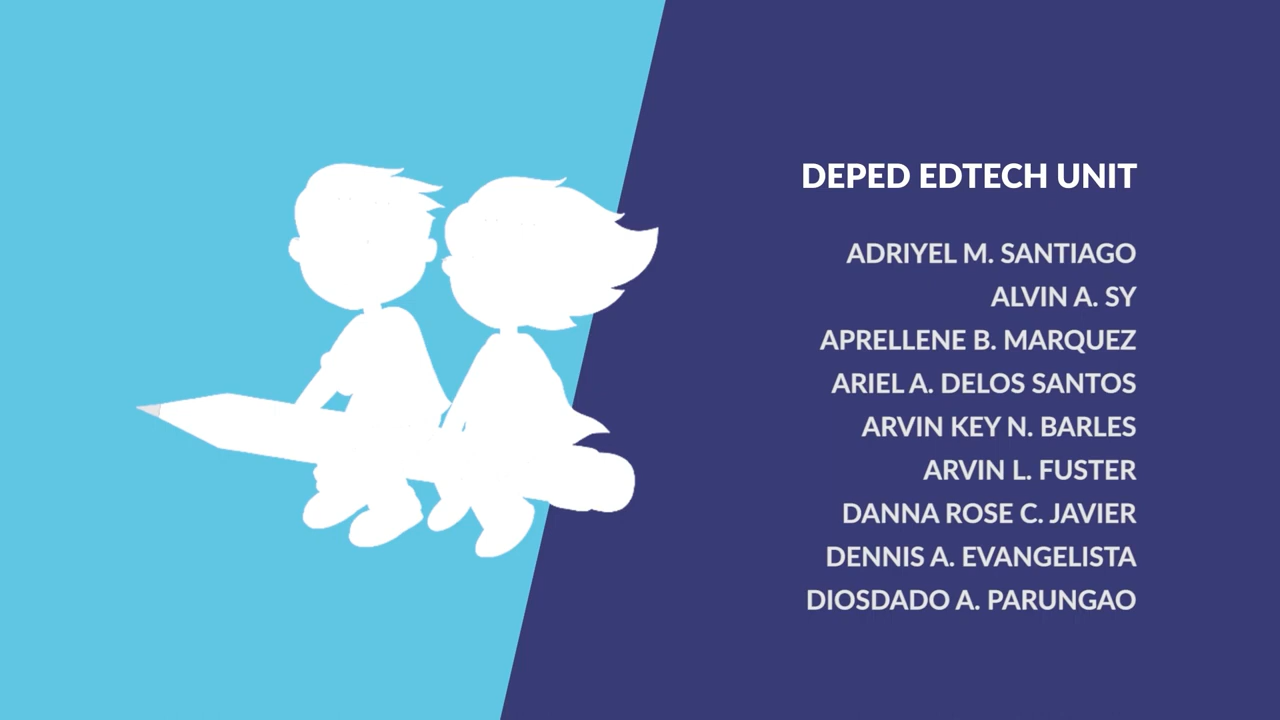 DEPED EDTECH UNIT
ADRIYEL M. SANTIAGO
ALVIN A. SY
APRELLENE B. MARQUEZ
ARIEL A. DELOS SANTOS
ARVIN KEY N. BARLES
ARVIN L. FUSTER
DANNA ROSE C. JAVIER
DENNIS A. EVANGELISTA
DIOSDADO A. PARUNGAO